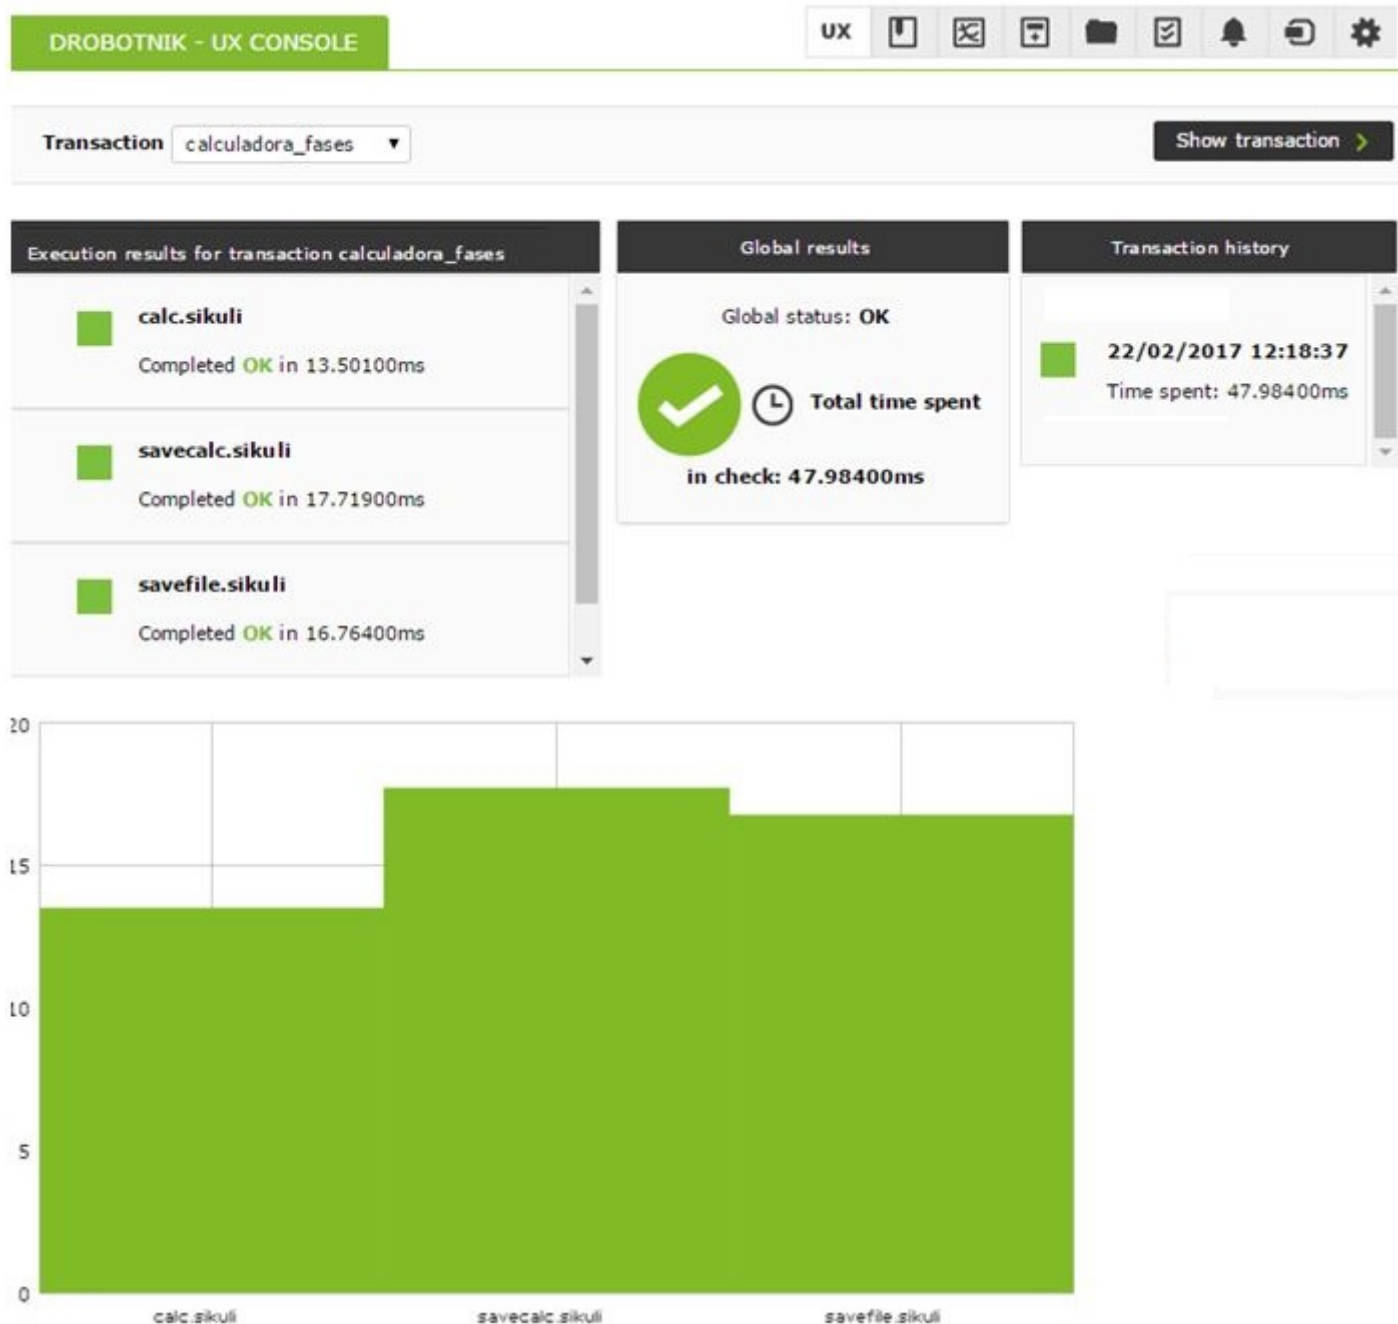 DROBOTNIK - UX CONSOLE
UX
Transaction calculadora_fases
Show transaction
Execution results for transaction calculadora_fases
calc.sikuli
Completed OK in 13.50100ms
savecalc.sikuli
Completed OK in 17.71900ms
savefile.sikuli
Completed OK in 16.76400ms
Global results
Global status: OK
Total time spent
in check: 47.98400ms
Transaction history
22/02/2017 12:18:37
Time spent: 47.98400ms
20
15
10
5
0
calc.sikuli savecalc.sikuli savefile.sikuli